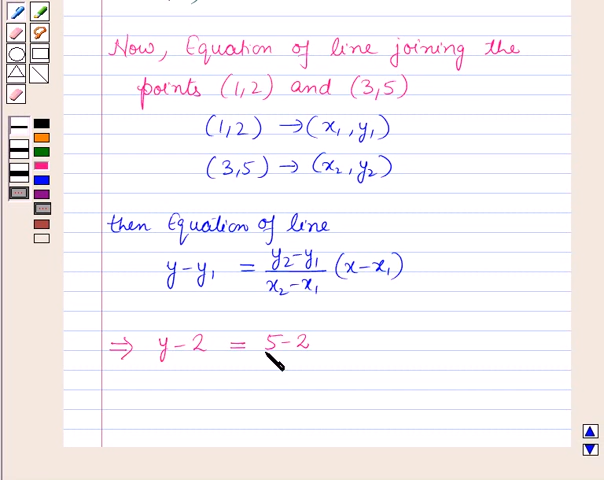 Now, Equation of line joining the
points (1,2) and (3,5)
(1,2) → (x₁, y₁)
(3,5) → (x₂, y₂)
then Equation of line
y-y₁ = y₂-y₁ / x₂-x₁ (x-x₁)
⇒ y-2 = 5-2